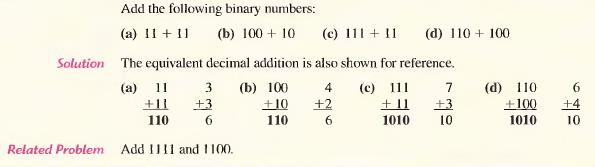 Add the following binary numbers:
(a) 11 + 11 (b) 100 + 10 (c) 111 + 11 (d) 110 + 100
Solution The equivalent decimal addition is also shown for reference.
(a) 11 3 (b) 100 4 (c) 111 7 (d) 110 6
+11 +3 +10 +2 + 11 +3 +100 +4
110 6 110 6 1010 10 1010 10
Related Problem Add 1111 and 1100.